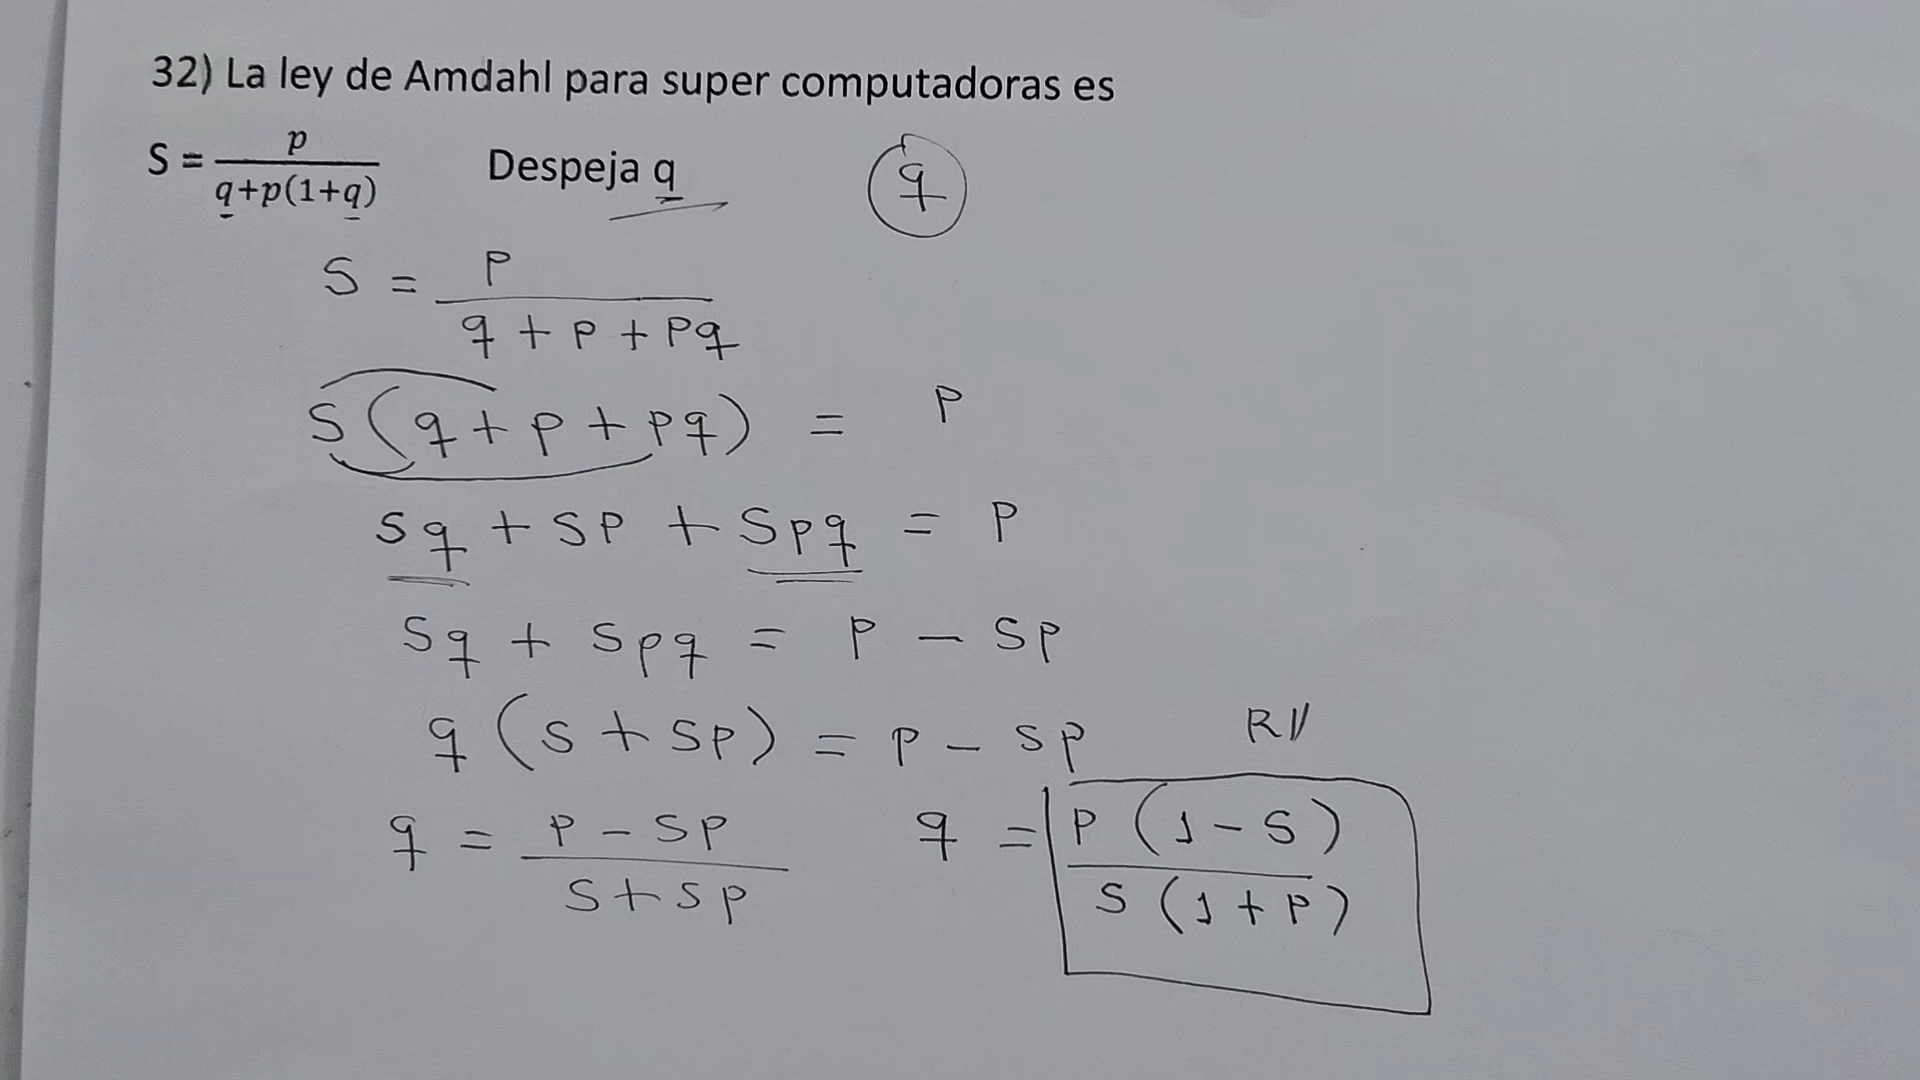 32) La ley de Amdahl para super computadoras es
S = p / q+p(1+q) Despeja q q
S = P / q + P + Pq
S(q + p + pq) = P
Sq + SP + Spq = P
Sq + Spq = P - SP
q (S + SP) = P - SP R//
q = P - SP / S + SP q = P (1 - S) / S (1 + P)